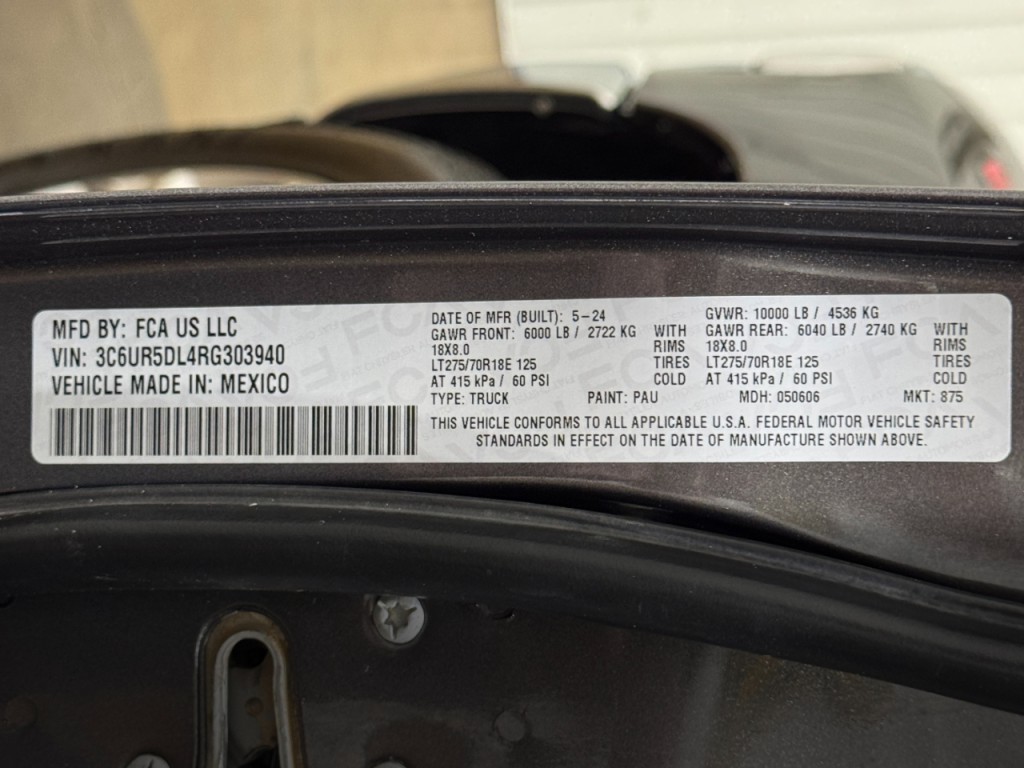 MFD BY: FCA US LLC
VIN: 3C6UR5DL4RG303940
VEHICLE MADE IN: MEXICO
DATE OF MFR (BUILT): 5-24 GVWR: 10000 LB / 4536 KG
GAWR FRONT: 6000 LB / 2722 KG WITH GAWR REAR: 6040 LB / 2740 KG WITH
18X8.0 RIMS 18X8.0 RIMS
LT275/70R18E 125 TIRES LT275/70R18E 125 TIRES
AT 415 kPa / 60 PSI COLD AT 415 kPa / 60 PSI COLD
TYPE: TRUCK PAINT: PAU MDH: 050606 MKT: 875
THIS VEHICLE CONFORMS TO ALL APPLICABLE U.S.A. FEDERAL MOTOR VEHICLE SAFETY
STANDARDS IN EFFECT ON THE DATE OF MANUFACTURE SHOWN ABOVE.